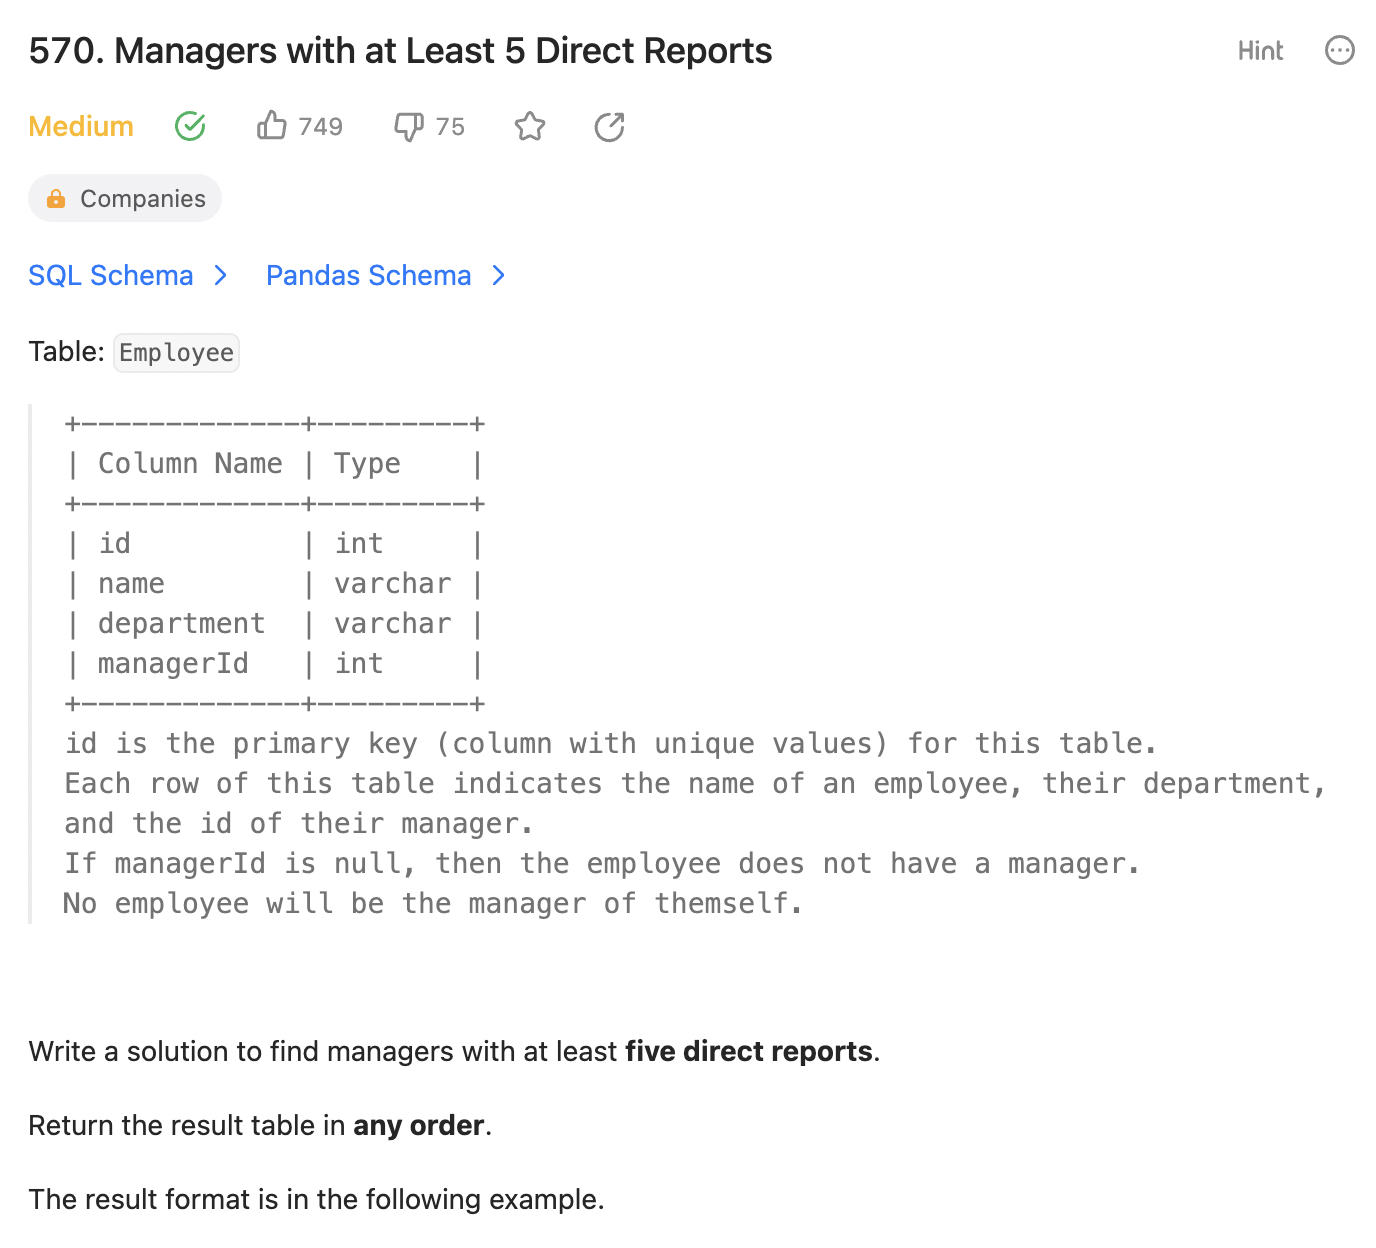 570. Managers with at Least 5 Direct Reports
Hint
Medium
749
75
Companies
SQL Schema
Pandas Schema
Table: Employee
+-------------+---------+
| Column Name | Type    |
+-------------+---------+
| id          | int     |
| name        | varchar |
| department  | varchar |
| managerId   | int     |
+-------------+---------+
id is the primary key (column with unique values) for this table.
Each row of this table indicates the name of an employee, their department,
and the id of their manager.
If managerId is null, then the employee does not have a manager.
No employee will be the manager of themself.
Write a solution to find managers with at least five direct reports.
Return the result table in any order.
The result format is in the following example.